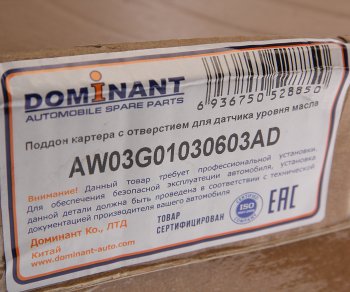 DOMINANT
AUTOMOBILE SPARE PARTS
6 936750 528850
Поддон картера с отверстием для датчика уровня масла
AW03G01030603AD
Внимание! Данный товар требует профессиональной установки.
Для обеспечения безопасной эксплуатации автомобиля, установка
данной детали должна быть проведена в соответствии с технической
документацией производителя вашего автомобиля
Доминант Ко., ЛТД
Китай
www.dominant-auto.com
ТОВАР
СЕРТИФИЦИРОВАН
ISO
EAC